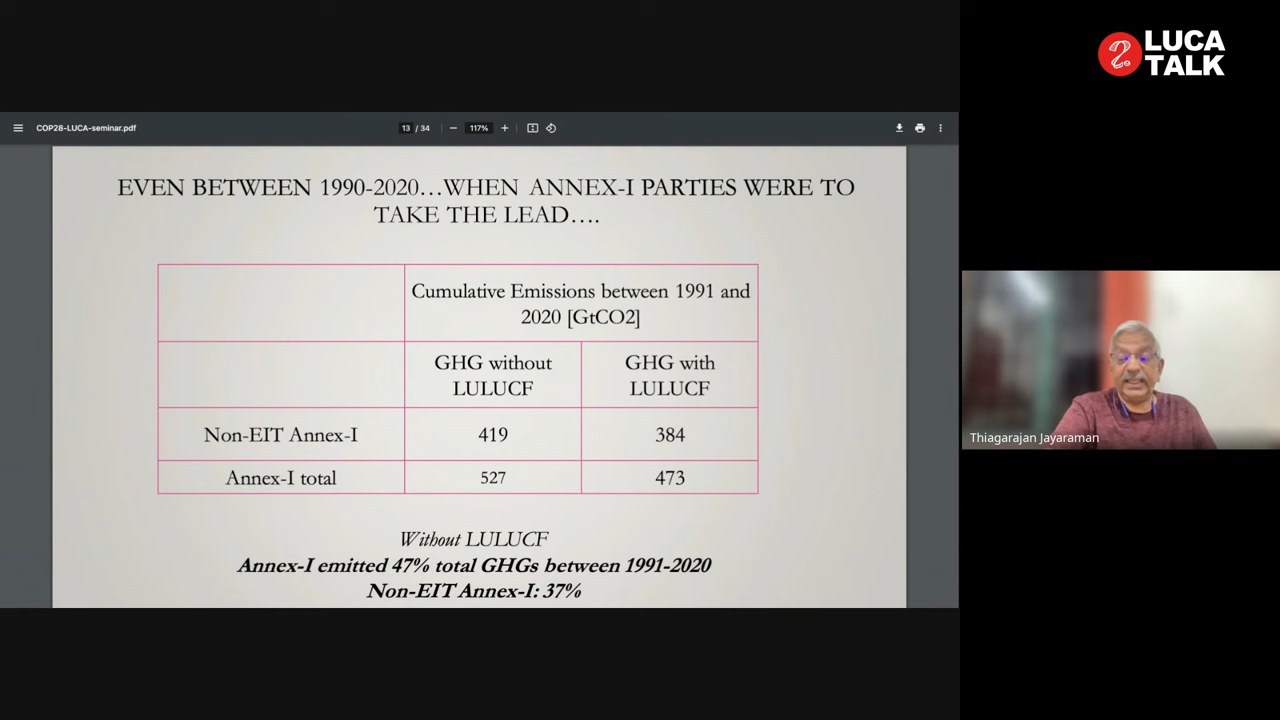 LUCA
TALK
COP28-LUCA-seminar.pdf
13 / 34
117%
EVEN BETWEEN 1990-2020…WHEN ANNEX-I PARTIES WERE TO
TAKE THE LEAD….
Cumulative Emissions between 1991 and
2020 [GtCO2]
GHG without
LULUCF
GHG with
LULUCF
Non-EIT Annex-I
419
384
Annex-I total
527
473
Without LULUCF
Annex-I emitted 47% total GHGs between 1991-2020
Non-EIT Annex-I: 37%
Thiagarajan Jayaraman